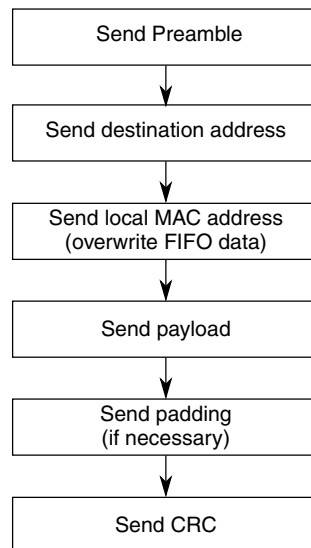 Send Preamble
Send destination address
Send local MAC address
(overwrite FIFO data)
Send payload
Send padding
(if necessary)
Send CRC